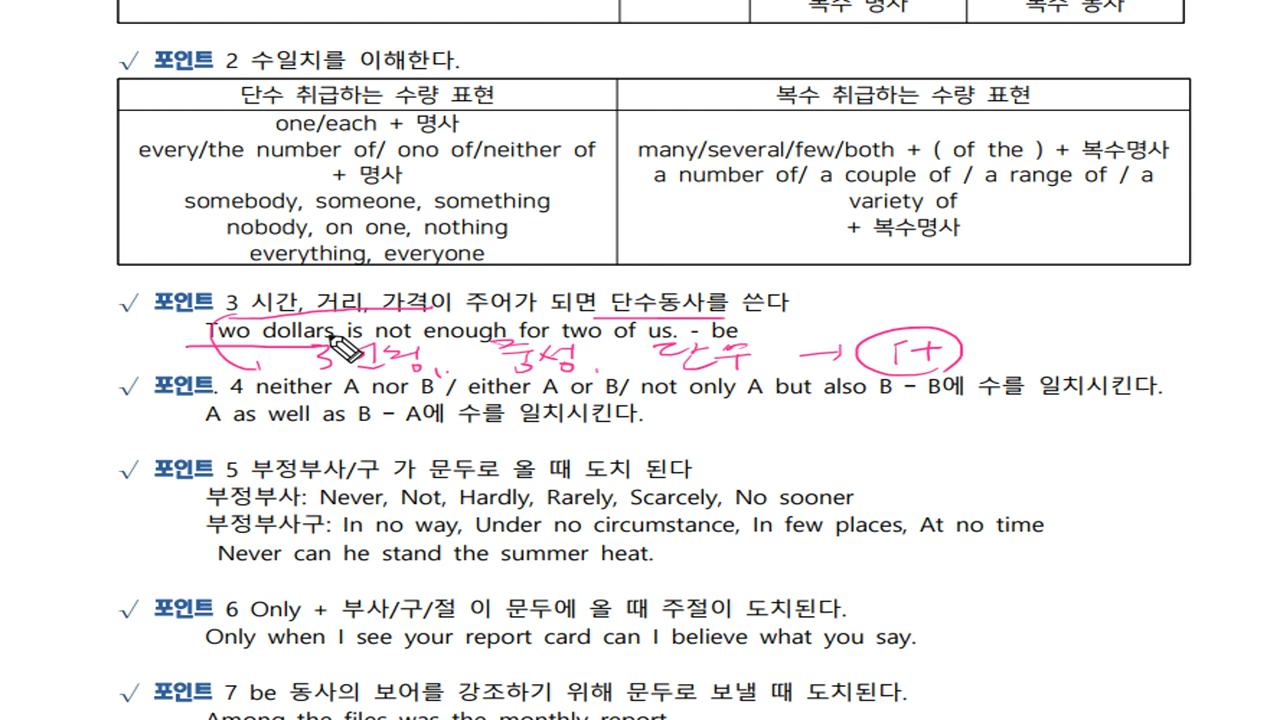 복수 명사 복수 동사
√ 포인트 2 수일치를 이해한다.
단수 취급하는 수량 표현
복수 취급하는 수량 표현
one/each + 명사
every/the number of/ ono of/neither of
+ 명사
somebody, someone, something
nobody, on one, nothing
everything, everyone
many/several/few/both + ( of the ) + 복수명사
a number of/ a couple of / a range of / a
variety of
+ 복수명사
√ 포인트 3 시간, 거리, 가격이 주어가 되면 단수동사를 쓴다
Two dollars is not enough for two of us. - be
3인칭, 중성, 단수 → it
√ 포인트. 4 neither A nor B / either A or B/ not only A but also B – B에 수를 일치시킨다.
A as well as B – A에 수를 일치시킨다.
√ 포인트 5 부정부사/구 가 문두로 올 때 도치 된다
부정부사: Never, Not, Hardly, Rarely, Scarcely, No sooner
부정부사구: In no way, Under no circumstance, In few places, At no time
Never can he stand the summer heat.
√ 포인트 6 Only + 부사/구/절 이 문두에 올 때 주절이 도치된다.
Only when I see your report card can I believe what you say.
√ 포인트 7 be 동사의 보어를 강조하기 위해 문두로 보낼 때 도치된다.
Among the files was the monthly report